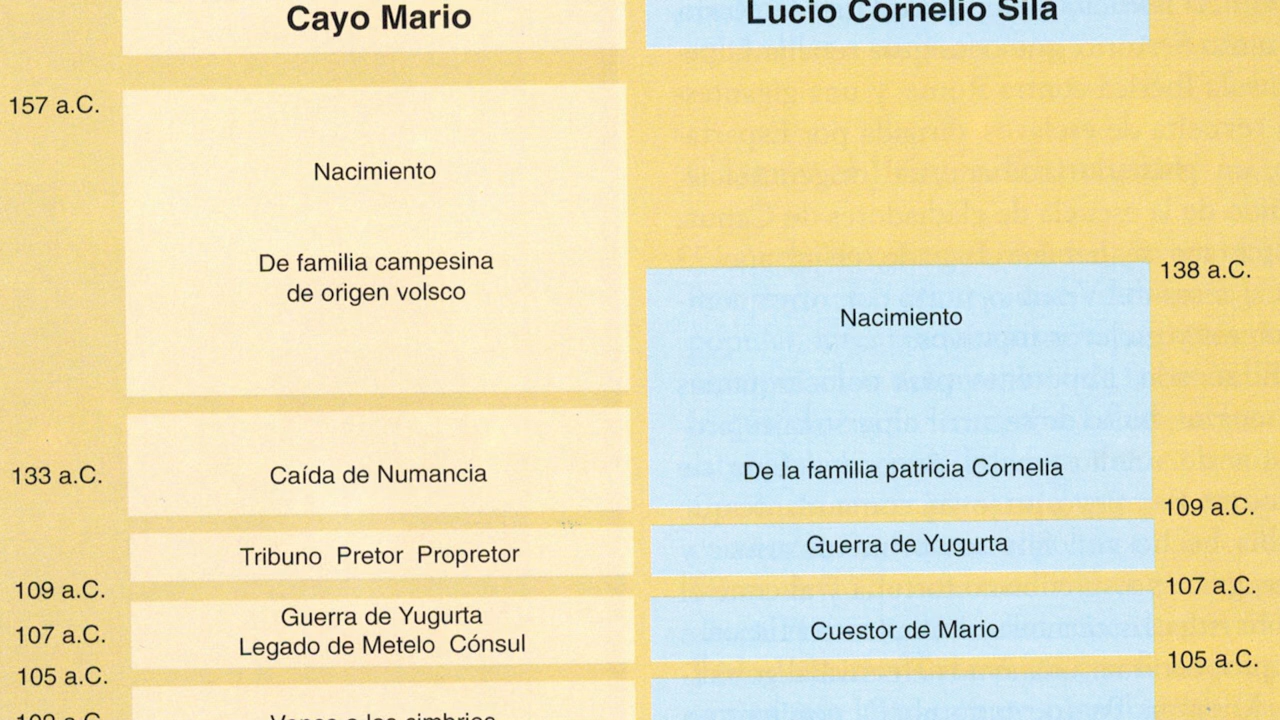 Cayo Mario
Lucio Cornelio Sila
157 a.C.
Nacimiento
De familia campesina
de origen volsco
138 a.C.
Nacimiento
133 a.C.
Caída de Numancia
De la familia patricia Cornelia
109 a.C.
Tribuno Pretor Propretor
Guerra de Yugurta
109 a.C.
107 a.C.
Guerra de Yugurta
107 a.C.
Legado de Metelo Cónsul
Cuestor de Mario
105 a.C.
105 a.C.